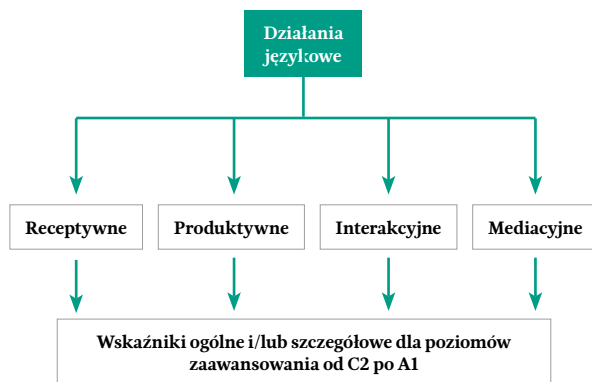 Działania
językowe
Receptywne
Produktywne
Interakcyjne
Mediacyjne
Wskaźniki ogólne i/lub szczegółowe dla poziomów
zaawansowania od C2 po A1